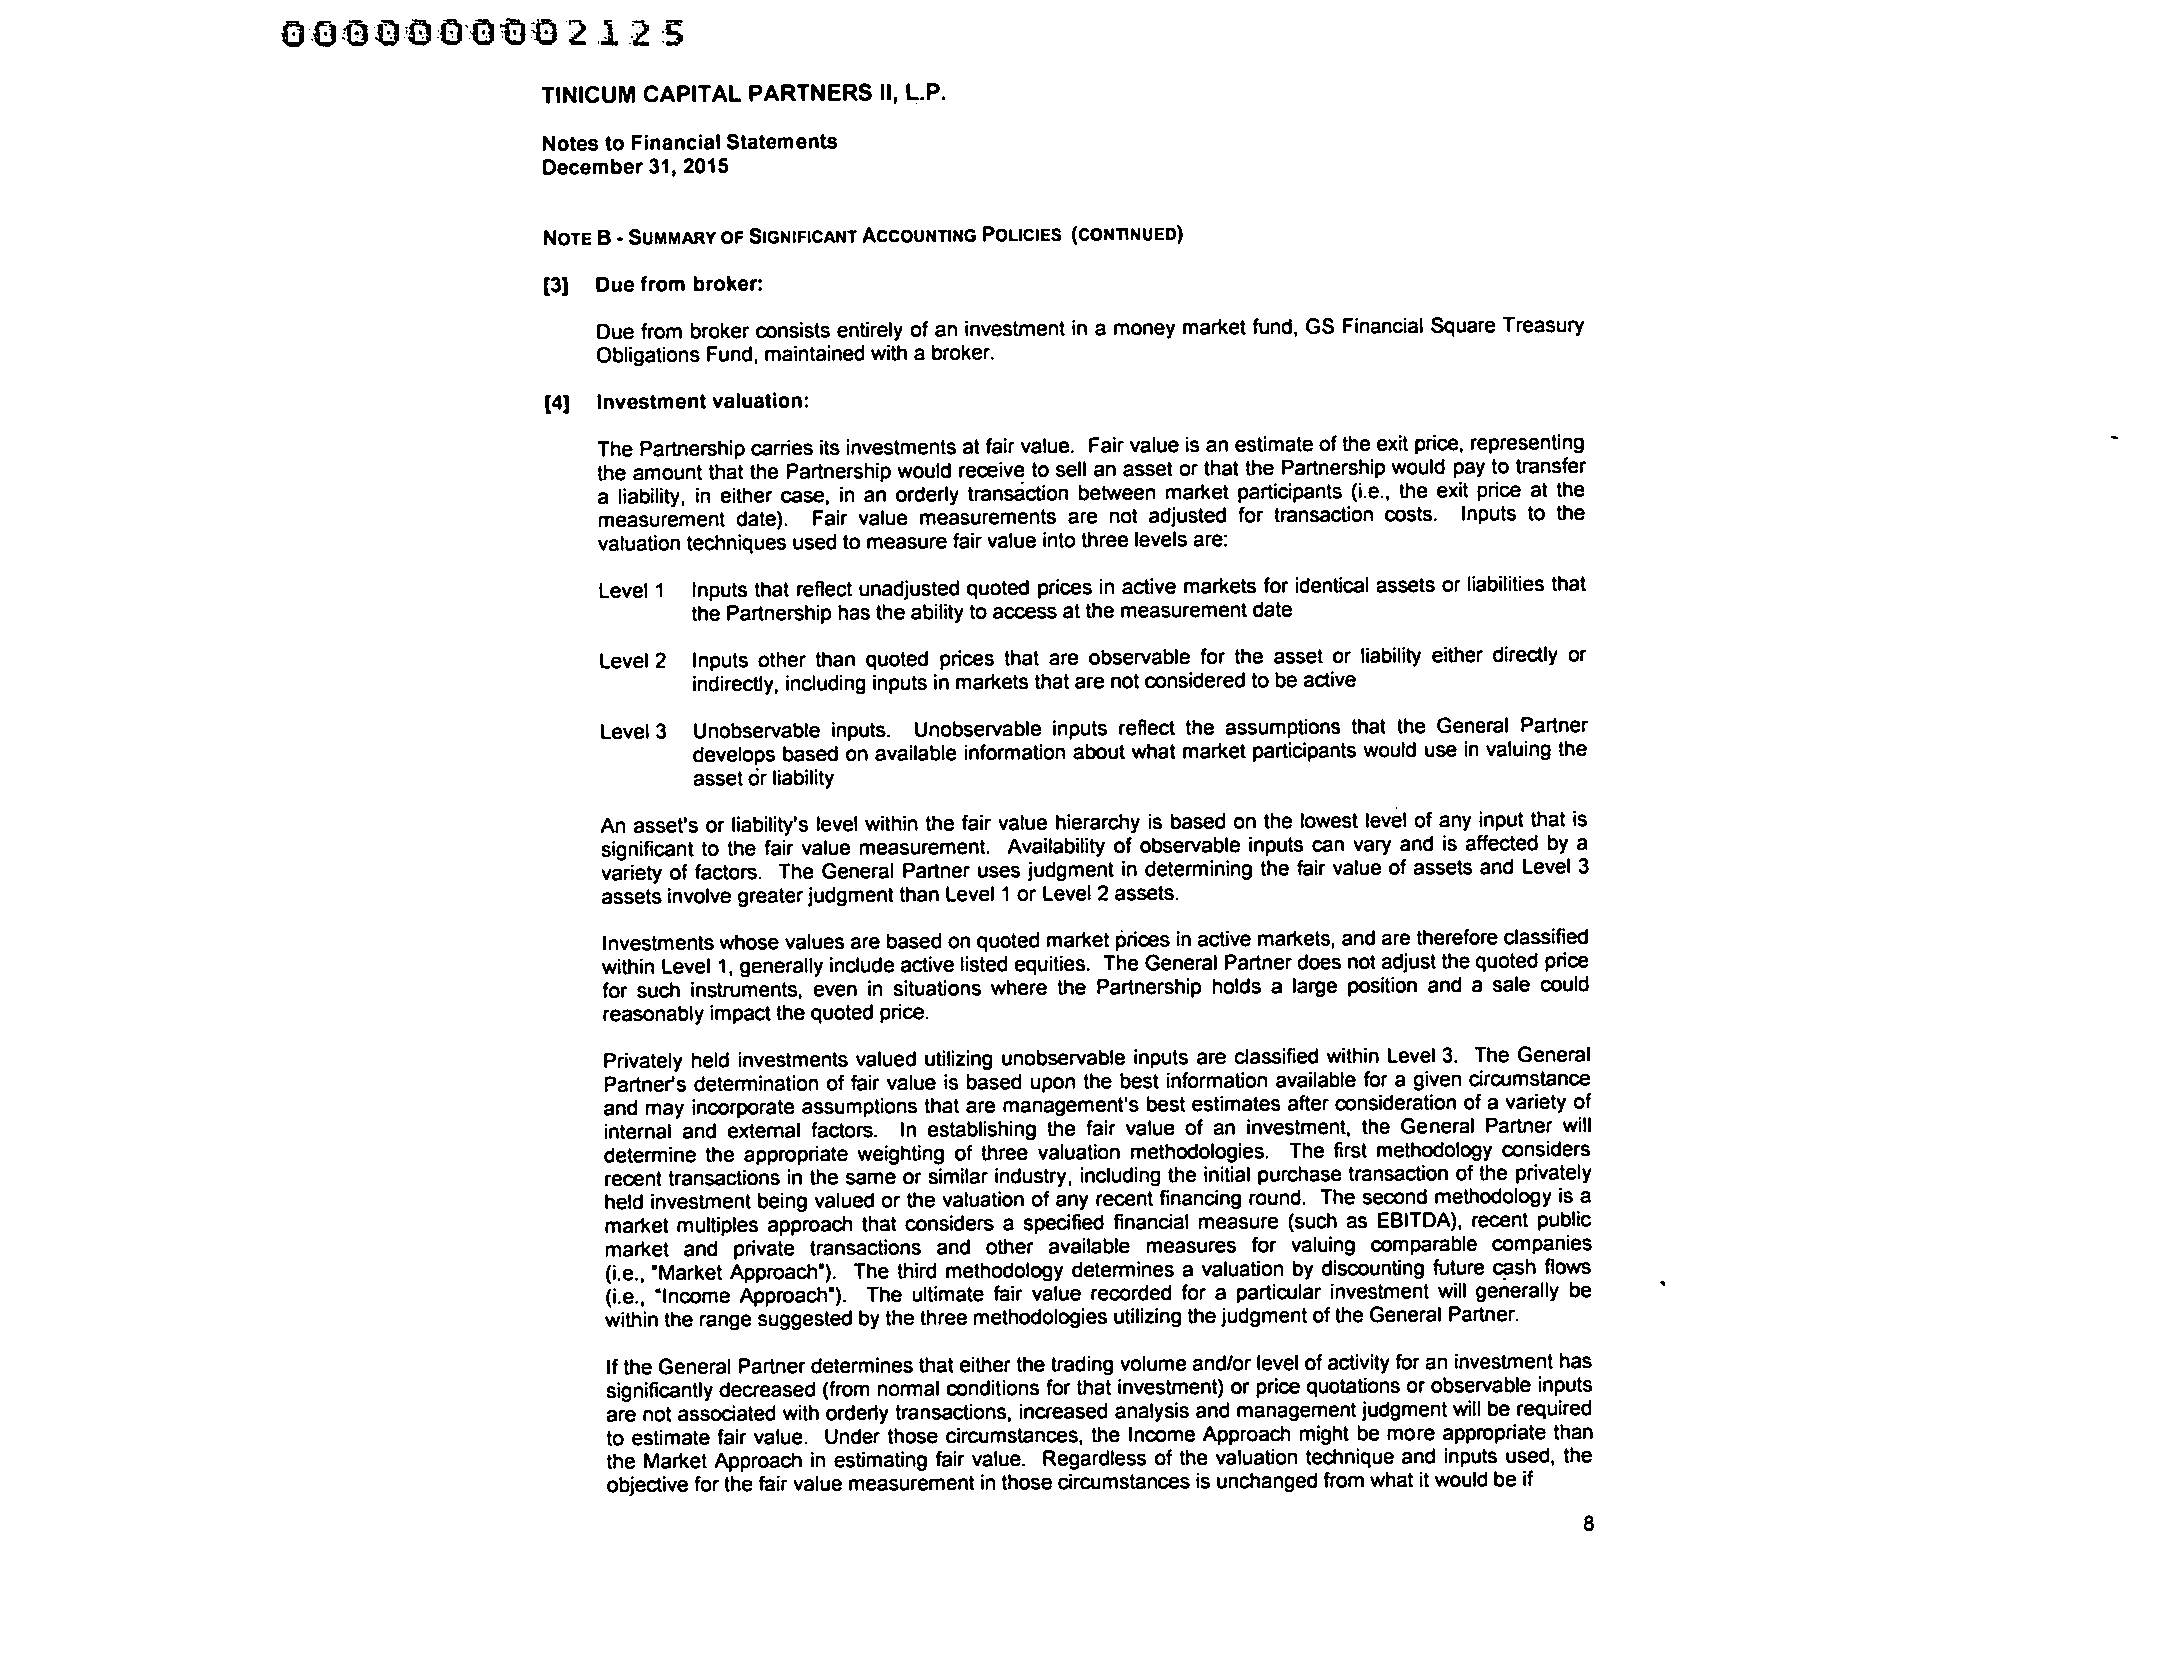 0000000002125
TINICUM CAPITAL PARTNERS II, L.P.
Notes to Financial Statements
December 31, 2015
NOTE B - SUMMARY OF SIGNIFICANT ACCOUNTING POLICIES (CONTINUED)
[3] Due from broker:
Due from broker consists entirely of an investment in a money market fund, GS Financial Square Treasury
Obligations Fund, maintained with a broker.
[4] Investment valuation:
The Partnership carries its investments at fair value. Fair value is an estimate of the exit price, representing
the amount that the Partnership would receive to sell an asset or that the Partnership would pay to transfer
a liability, in either case, in an orderly transaction between market participants (i.e., the exit price at the
measurement date). Fair value measurements are not adjusted for transaction costs. Inputs to the
valuation techniques used to measure fair value into three levels are:
Level 1 Inputs that reflect unadjusted quoted prices in active markets for identical assets or liabilities that
the Partnership has the ability to access at the measurement date
Level 2 Inputs other than quoted prices that are observable for the asset or liability either directly or
indirectly, including inputs in markets that are not considered to be active
Level 3 Unobservable inputs. Unobservable inputs reflect the assumptions that the General Partner
develops based on available information about what market participants would use in valuing the
asset or liability
An asset's or liability's level within the fair value hierarchy is based on the lowest level of any input that is
significant to the fair value measurement. Availability of observable inputs can vary and is affected by a
variety of factors. The General Partner uses judgment in determining the fair value of assets and Level 3
assets involve greater judgment than Level 1 or Level 2 assets.
Investments whose values are based on quoted market prices in active markets, and are therefore classified
within Level 1, generally include active listed equities. The General Partner does not adjust the quoted price
for such instruments, even in situations where the Partnership holds a large position and a sale could
reasonably impact the quoted price.
Privately held investments valued utilizing unobservable inputs are classified within Level 3. The General
Partner's determination of fair value is based upon the best information available for a given circumstance
and may incorporate assumptions that are management's best estimates after consideration of a variety of
internal and external factors. In establishing the fair value of an investment, the General Partner will
determine the appropriate weighting of three valuation methodologies. The first methodology considers
recent transactions in the same or similar industry, including the initial purchase transaction of the privately
held investment being valued or the valuation of any recent financing round. The second methodology is a
market multiples approach that considers a specified financial measure (such as EBITDA), recent public
market and private transactions and other available measures for valuing comparable companies
(i.e., "Market Approach"). The third methodology determines a valuation by discounting future cash flows
(i.e., "Income Approach"). The ultimate fair value recorded for a particular investment will generally be
within the range suggested by the three methodologies utilizing the judgment of the General Partner.
If the General Partner determines that either the trading volume and/or level of activity for an investment has
significantly decreased (from normal conditions for that investment) or price quotations or observable inputs
are not associated with orderly transactions, increased analysis and management judgment will be required
to estimate fair value. Under those circumstances, the Income Approach might be more appropriate than
the Market Approach in estimating fair value. Regardless of the valuation technique and inputs used, the
objective for the fair value measurement in those circumstances is unchanged from what it would be if
8